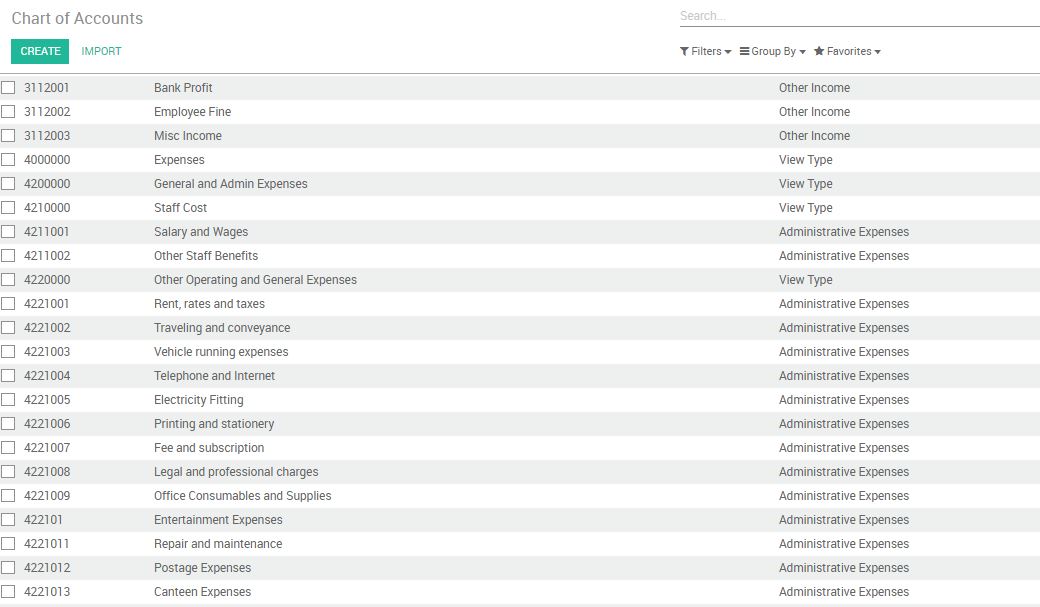 Chart of Accounts
Search...
CREATE IMPORT
Filters Group By Favorites
3112001 Bank Profit Other Income
3112002 Employee Fine Other Income
3112003 Misc Income Other Income
4000000 Expenses View Type
4200000 General and Admin Expenses View Type
4210000 Staff Cost View Type
4211001 Salary and Wages Administrative Expenses
4211002 Other Staff Benefits Administrative Expenses
4220000 Other Operating and General Expenses View Type
4221001 Rent, rates and taxes Administrative Expenses
4221002 Traveling and conveyance Administrative Expenses
4221003 Vehicle running expenses Administrative Expenses
4221004 Telephone and Internet Administrative Expenses
4221005 Electricity Fitting Administrative Expenses
4221006 Printing and stationery Administrative Expenses
4221007 Fee and subscription Administrative Expenses
4221008 Legal and professional charges Administrative Expenses
4221009 Office Consumables and Supplies Administrative Expenses
422101 Entertainment Expenses Administrative Expenses
4221011 Repair and maintenance Administrative Expenses
4221012 Postage Expenses Administrative Expenses
4221013 Canteen Expenses Administrative Expenses